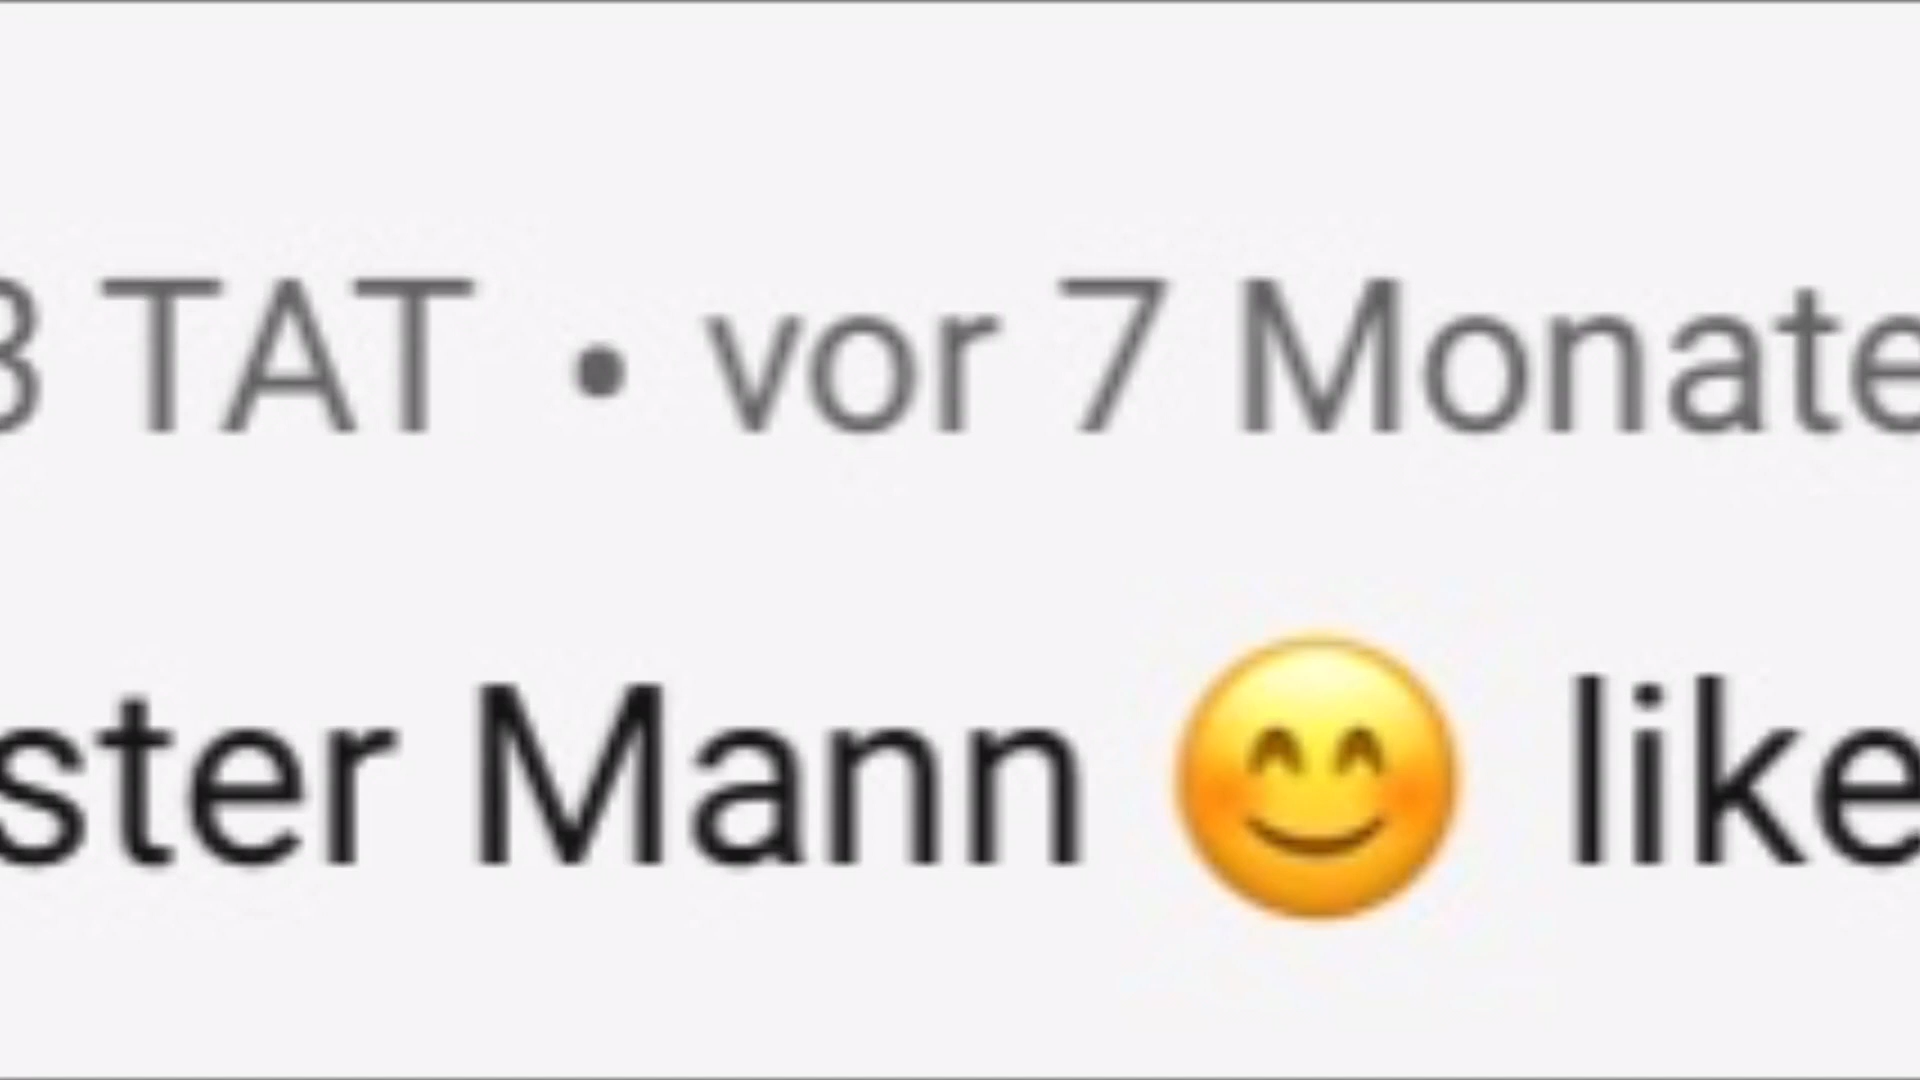 TAT • vor 7 Monate
ster Mann 😊 like